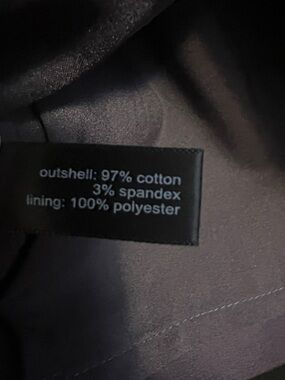 outshell: 97% cotton
3% spandex
lining: 100% polyester